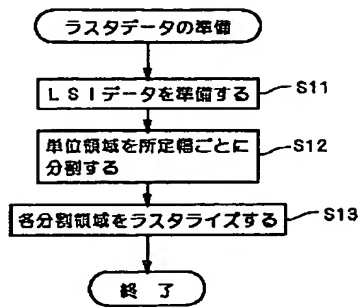 ラスタデータの準備
LSIデータを準備する
S11
単位領域を所定幅ごとに
分割する
S12
各分割領域をラスタライズする
S13
終了